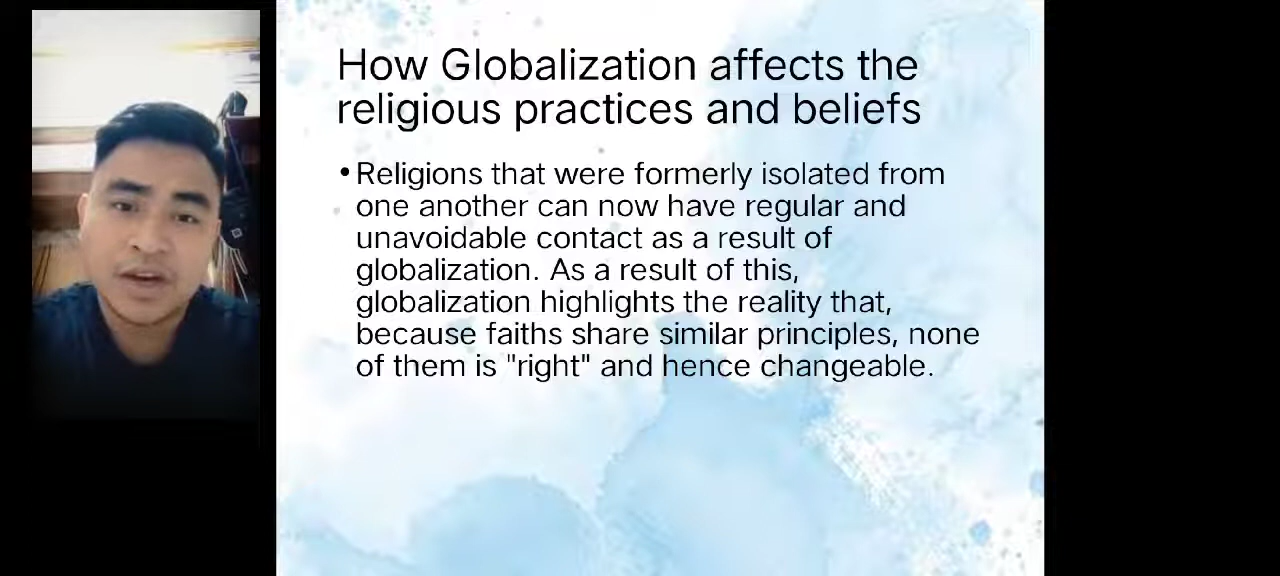 How Globalization affects the
religious practices and beliefs
•Religions that were formerly isolated from
one another can now have regular and
unavoidable contact as a result of
globalization. As a result of this,
globalization highlights the reality that,
because faiths share similar principles, none
of them is "right" and hence changeable.